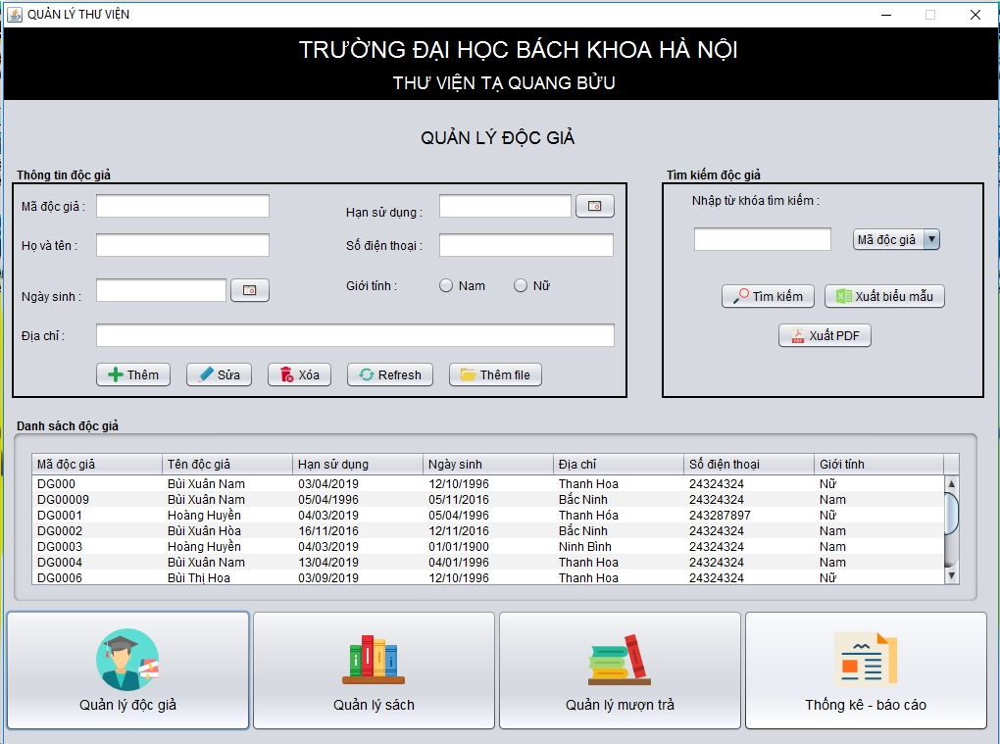 QUẢN LÝ THƯ VIỆN
TRƯỜNG ĐẠI HỌC BÁCH KHOA HÀ NỘI
THƯ VIỆN TẠ QUANG BỬU
QUẢN LÝ ĐỘC GIẢ
Thông tin độc giả
Mã độc giả :
Hạn sử dụng :
Họ và tên :
Số điện thoại :
Ngày sinh :
Giới tính :
Nam
Nữ
Địa chỉ :
Thêm
Sửa
Xóa
Refresh
Thêm file
Tìm kiếm độc giả
Nhập từ khóa tìm kiếm :
Mã độc giả
Tìm kiếm
Xuất biểu mẫu
Xuất PDF
Danh sách độc giả
Mã độc giả Tên độc giả Hạn sử dụng Ngày sinh Địa chỉ Số điện thoại Giới tính
DG000 Bùi Xuân Nam 03/04/2019 12/10/1996 Thanh Hoa 24324324 Nữ
DG00009 Bùi Xuân Nam 05/04/1996 05/11/2016 Bắc Ninh 24324324 Nam
DG0001 Hoàng Huyền 04/03/2019 05/04/1996 Thanh Hóa 243287897 Nữ
DG0002 Bùi Xuân Hòa 16/11/2016 12/11/2016 Bắc Ninh 24324324 Nam
DG0003 Hoàng Huyền 04/03/2019 01/01/1900 Ninh Bình 24324324 Nam
DG0004 Bùi Xuân Nam 13/04/2019 04/01/1996 Thanh Hoa 24324324 Nam
DG0006 Bùi Thị Hoa 03/09/2019 12/10/1996 Thanh Hoa 24324324 Nữ
Quản lý độc giả
Quản lý sách
Quản lý mượn trả
Thống kê - báo cáo